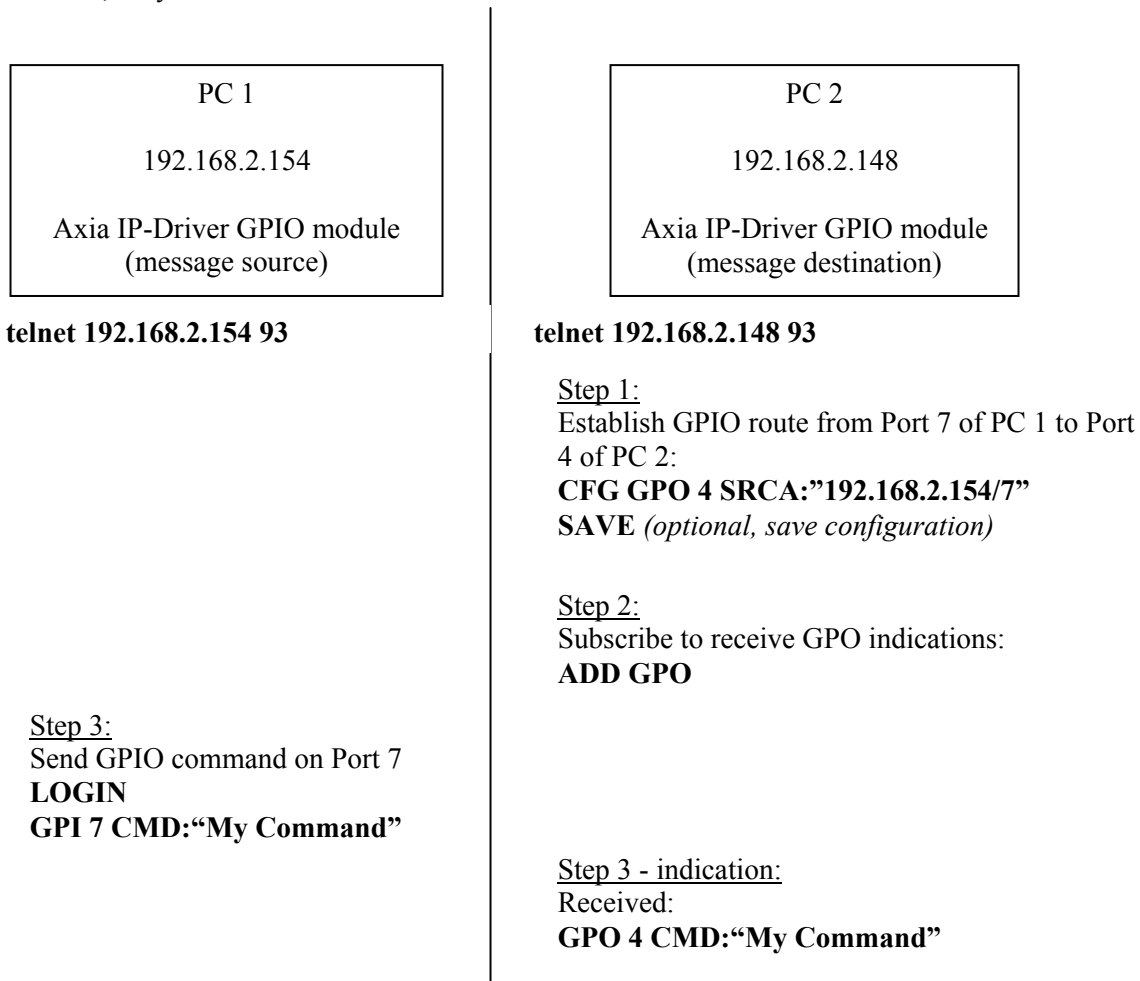 PC 1
192.168.2.154
Axia IP-Driver GPIO module
(message source)
telnet 192.168.2.154 93
PC 2
192.168.2.148
Axia IP-Driver GPIO module
(message destination)
telnet 192.168.2.148 93
Step 1:
Establish GPIO route from Port 7 of PC 1 to Port
4 of PC 2:
CFG GPO 4 SRCA:”192.168.2.154/7”
SAVE (optional, save configuration)
Step 2:
Subscribe to receive GPO indications:
ADD GPO
Step 3:
Send GPIO command on Port 7
LOGIN
GPI 7 CMD:“My Command”
Step 3 - indication:
Received:
GPO 4 CMD:“My Command”